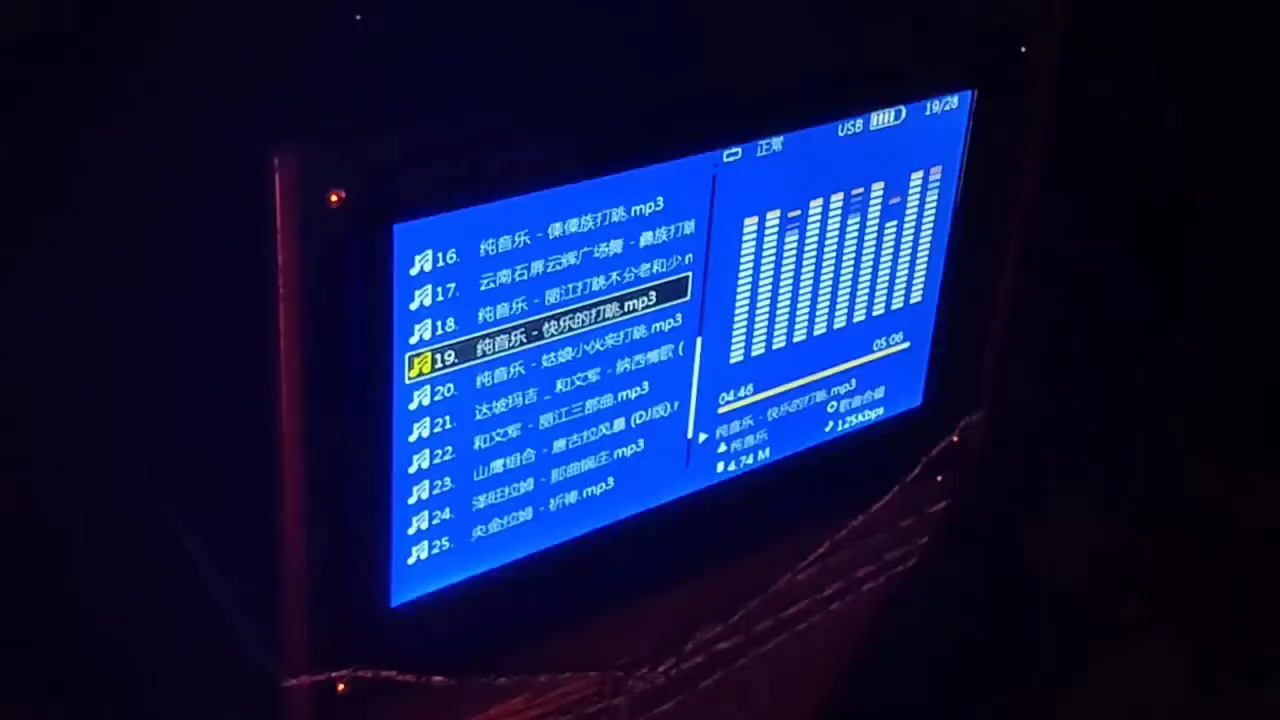 正常 USB 19/28
16. 纯音乐 - 傈僳族打跳.mp3
17. 云南石屏云辉广场舞 - 彝族打跳
18. 纯音乐 - 丽江打跳不分老和少.m
19. 纯音乐 - 快乐的打跳.mp3
20. 纯音乐 - 姑娘小伙来打跳.mp3
21. 达坡玛吉 _ 和文军 - 纳西情歌 (
22. 和文军 - 丽江三部曲.mp3
23. 山鹰组合 - 唐古拉风暴 (DJ版).r
24. 泽旺拉姆 - 那曲锅庄.mp3
25. 央金拉姆 - 祈祷.mp3
04:46 05:06
纯音乐 - 快乐的打跳.mp3
纯音乐 歌曲合辑
4.74 M 125Kbps